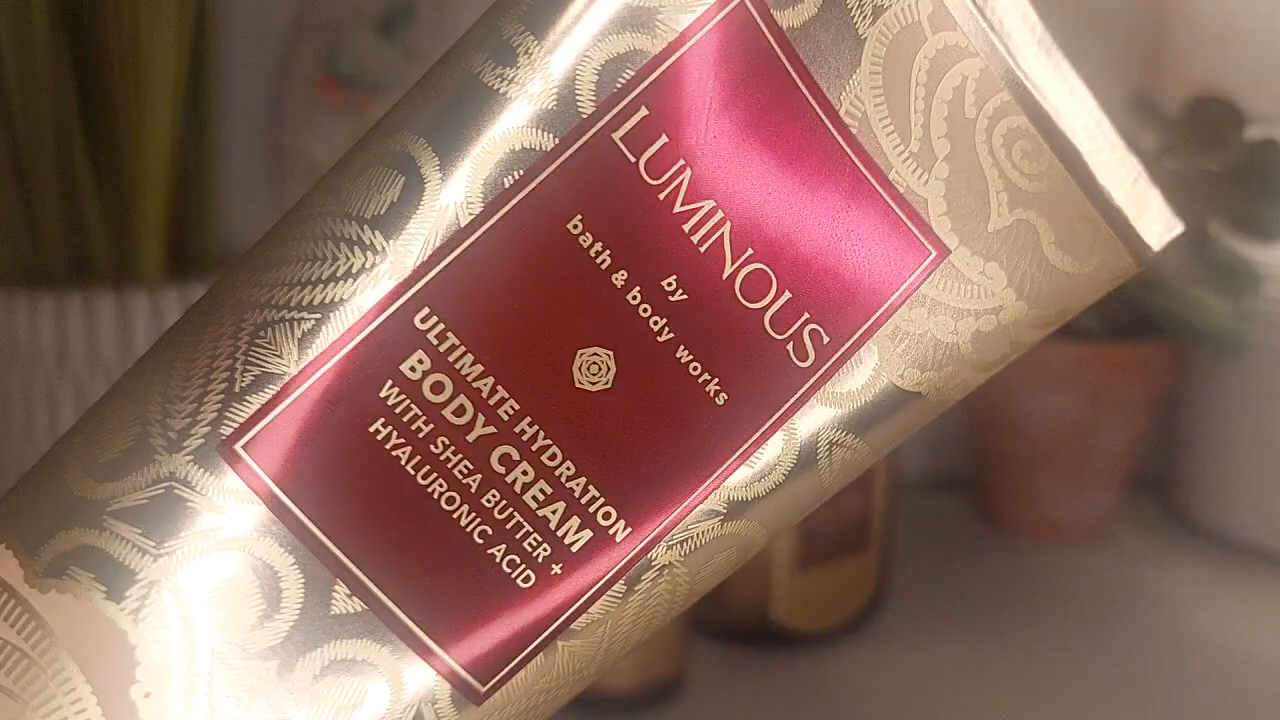 LUMINOUS
by
bath & body works
ULTIMATE HYDRATION
BODY CREAM
WITH SHEA BUTTER +
HYALURONIC ACID